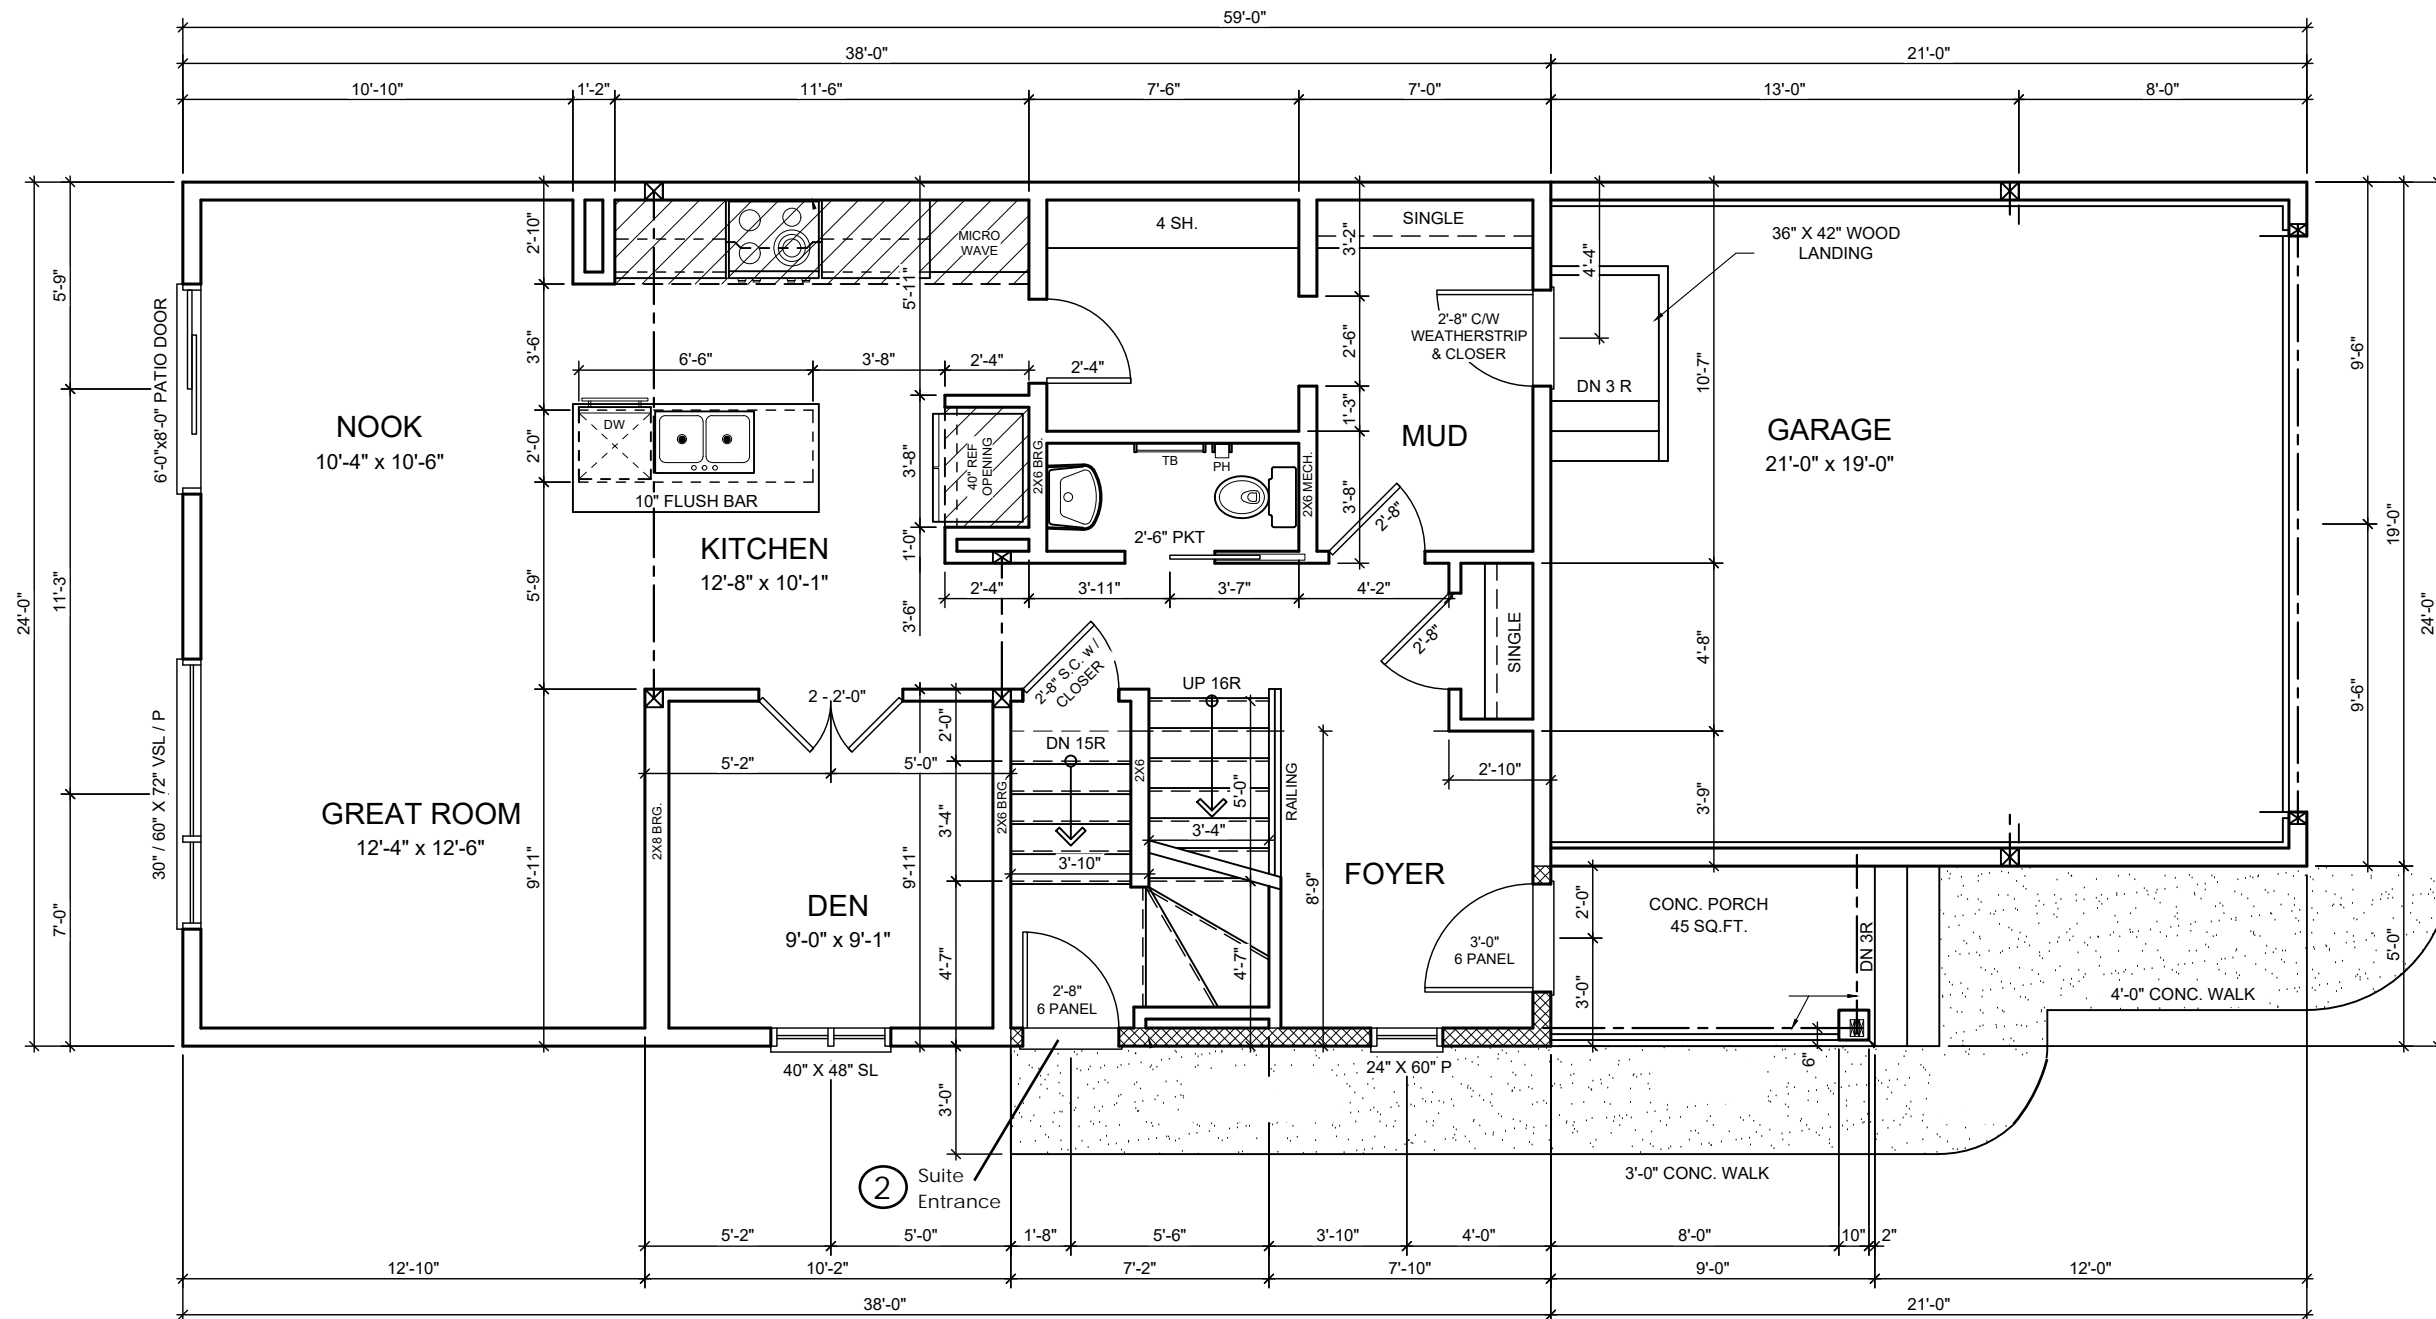 59'-0"
38'-0"
21'-0"
10'-10"
1'-2"
11'-6"
7'-6"
7'-0"
13'-0"
8'-0"
24'-0"
5'-9"
11'-3"
7'-0"
6'-0"x8'-0" PATIO DOOR
30" / 60" X 72" VSL / P
NOOK
10'-4" x 10'-6"
GREAT ROOM
12'-4" x 12'-6"
2'-10"
3'-6"
2'-0"
5'-9"
9'-11"
MICRO
WAVE
5'-11"
6'-6"
3'-8"
2'-4"
DW
10" FLUSH BAR
KITCHEN
12'-8" x 10'-1"
3'-8"
1'-0"
3'-6"
9'-11"
40" REF
OPENING
2X6 BRG.
4 SH.
2'-4"
TB
PH
2'-6" PKT
2X6 MECH.
2'-4"
3'-11"
3'-7"
4'-2"
SINGLE
3'-2"
2'-6"
1'-3"
3'-8"
2'-8" C/W
WEATHERSTRIP
& CLOSER
MUD
2'-8"
2'-8"
SINGLE
4'-4"
10'-7"
4'-8"
3'-9"
36" X 42" WOOD
LANDING
DN 3 R
GARAGE
21'-0" x 19'-0"
9'-6"
9'-6"
19'-0"
24'-0"
5'-0"
2 - 2'-0"
5'-2"
5'-0"
2X8 BRG.
2X6 BRG.
DEN
9'-0" x 9'-1"
40" X 48" SL
2'-8" S.C. w /
CLOSER
2'-0"
3'-4"
4'-7"
3'-0"
DN 15R
3'-10"
2X6
UP 16R
5'-0"
3'-4"
4'-7"
RAILING
8'-9"
2'-10"
FOYER
2'-8"
6 PANEL
3'-0"
6 PANEL
24" X 60" P
2'-0"
3'-0"
CONC. PORCH
45 SQ.FT.
DN 3R
6"
4'-0" CONC. WALK
3'-0" CONC. WALK
2
Suite
Entrance
5'-2"
5'-0"
1'-8"
5'-6"
3'-10"
4'-0"
8'-0"
10"
2"
12'-10"
10'-2"
7'-2"
7'-10"
9'-0"
12'-0"
38'-0"
21'-0"